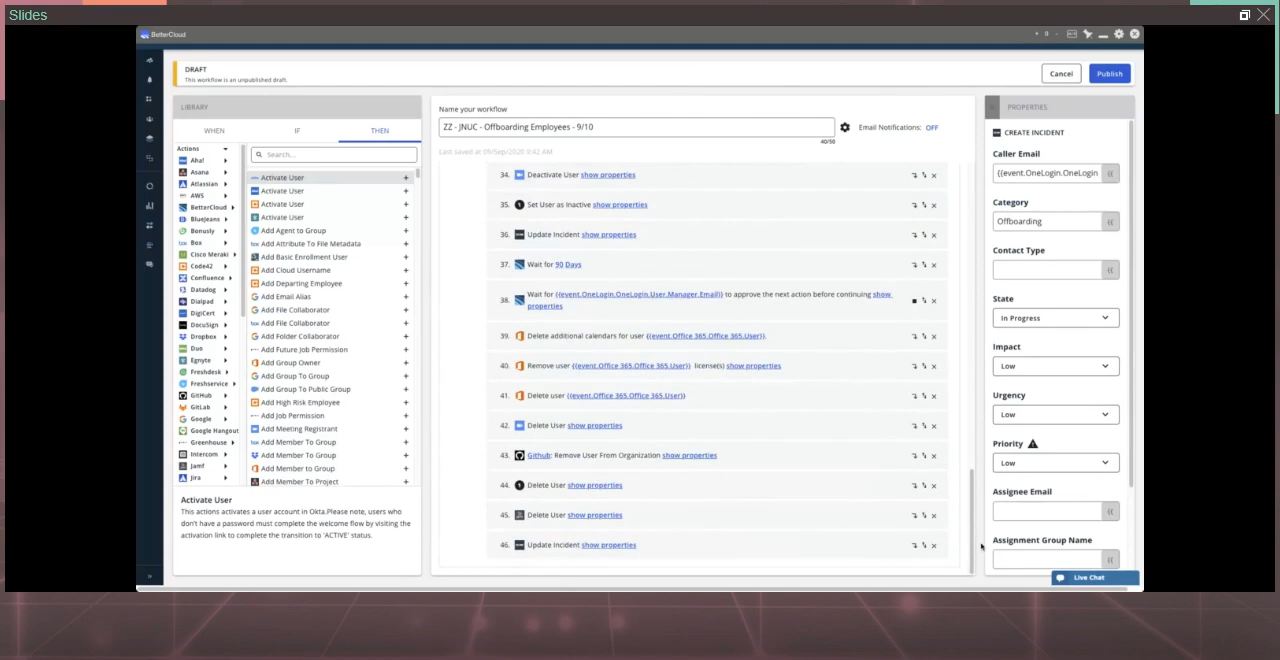 Slides
BetterCloud
DRAFT
This workflow is an unpublished draft.
Cancel
Publish
LIBRARY
WHEN
IF
THEN
Actions
Aha!
Asana
Atlassian
AWS
BetterCloud
BlueJeans
Bonusly
Box
Cisco Meraki
Code42
Confluence
Datadog
Dialpad
DigiCert
DocuSign
Dropbox
Duo
Egnyte
Freshdesk
Freshservice
GitHub
GitLab
Google
Google Hangout
Greenhouse
Intercom
Jamf
Jira
Search...
Activate User
Activate User
Activate User
Activate User
Add Agent to Group
Add Attribute To File Metadata
Add Basic Enrollment User
Add Cloud Username
Add Departing Employee
Add Email Alias
Add File Collaborator
Add File Collaborator
Add Folder Collaborator
Add Future Job Permission
Add Group Owner
Add Group To Group
Add Group To Public Group
Add High Risk Employee
Add Job Permission
Add Meeting Registrant
Add Member To Group
Add Member To Group
Add Member to Group
Add Member To Project
Activate User
This actions activates a user account in Okta.Please note, users who
don't have a password must complete the welcome flow by visiting the
activation link to complete the transition to 'ACTIVE' status.
Name your workflow
ZZ - JNUC - Offboarding Employees - 9/10
Email Notifications: OFF
40/50
Last saved at 09/Sep/2020 9:42 AM
34. Deactivate User show properties
35. Set User as Inactive show properties
36. Update Incident show properties
37. Wait for 90 Days
38. Wait for {{event.OneLogin.OneLogin.User.Manager.Email}} to approve the next action before continuing show
properties
39. Delete additional calendars for user {{event.Office 365.Office 365.User}}.
40. Remove user {{event.Office 365.Office 365.User}} license(s) show properties
41. Delete user {{event.Office 365.Office 365.User}}
42. Delete User show properties
43. Github: Remove User From Organization show properties
44. Delete User show properties
45. Delete User show properties
46. Update Incident show properties
PROPERTIES
CREATE INCIDENT
Caller Email
{{event.OneLogin.OneLogin
Category
Offboarding
Contact Type
State
In Progress
Impact
Low
Urgency
Low
Priority
Low
Assignee Email
Assignment Group Name
Live Chat